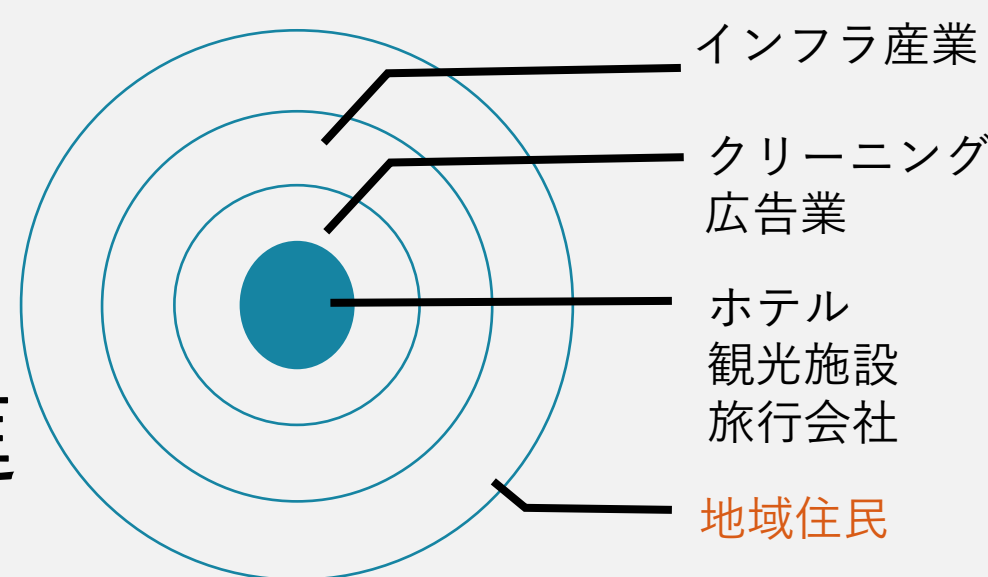 インフラ産業
クリーニング
広告業
ホテル
観光施設
旅行会社
地域住民